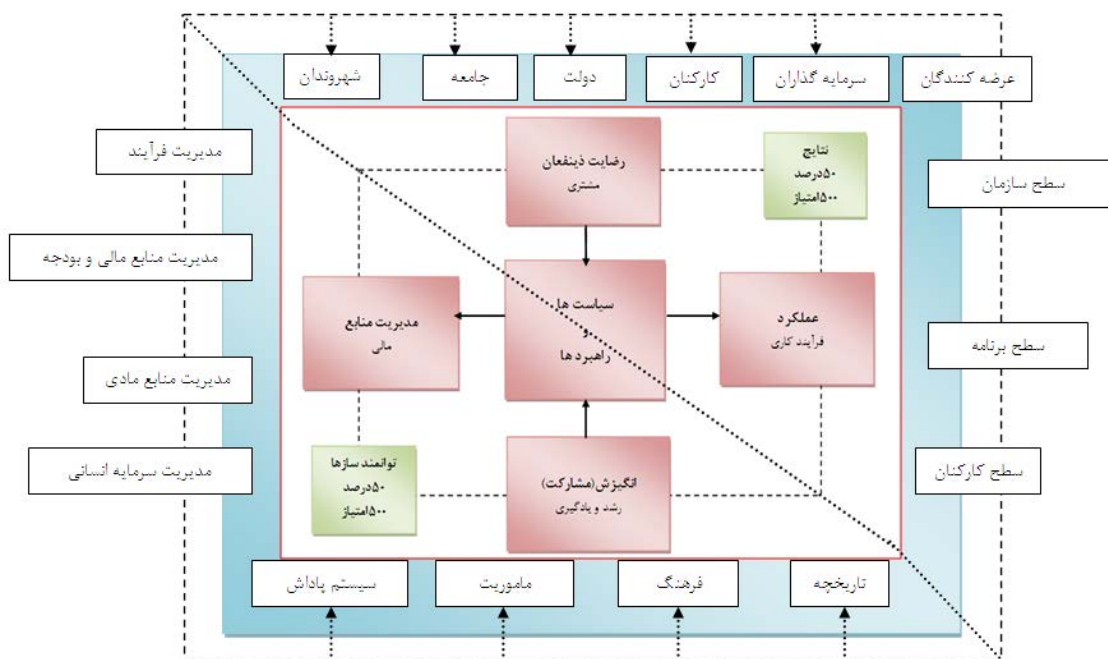 عرضه کنندگان
سرمایه گذاران
کارکنان
دولت
جامعه
شهروندان
مدیریت فرآیند
رضایت ذینفعان
مشتری
نتایج
۵۰درصد
۵۰۰امتیاز
سطح سازمان
مدیریت منابع مالی و بودجه
عملکرد
فرآیند کاری
سیاست ها
و
راهبرد ها
مدیریت منابع
مالی
سطح برنامه
مدیریت منابع مادی
سطح کارکنان
انگیزش(مشارکت)
رشد و یادگیری
توانمند سازها
۵۰درصد
۵۰۰امتیاز
مدیریت سرمایه انسانی
تاریخچه
فرهنگ
ماموریت
سیستم پاداش